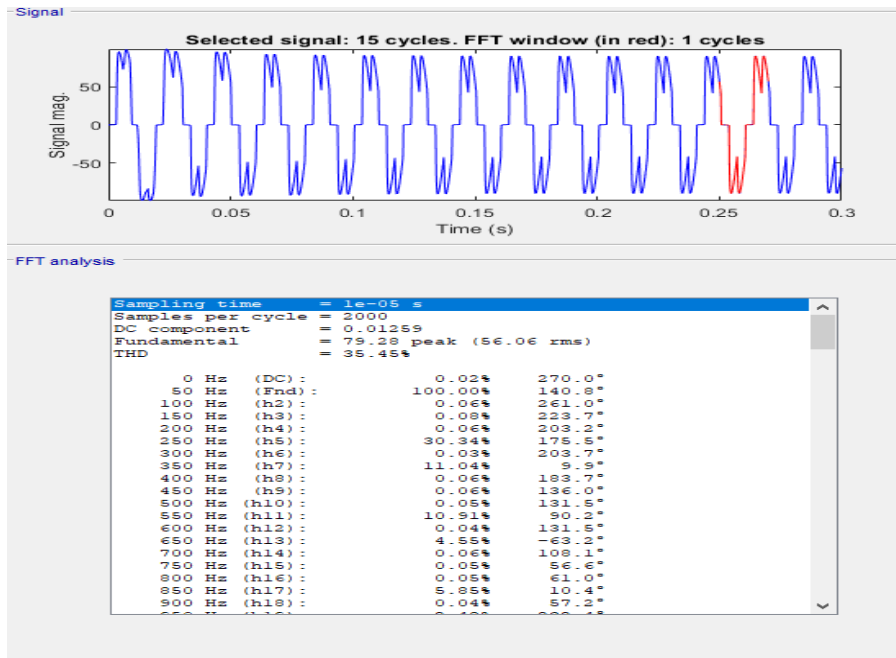 Signal
Selected signal: 15 cycles. FFT window (in red): 1 cycles
Signal mag.
50
0
-50
0 0.05 0.1 0.15 0.2 0.25 0.3
Time (s)
FFT analysis
Sampling time = 1e-05 s
Samples per cycle = 2000
DC component = 0.01259
Fundamental = 79.28 peak (56.06 rms)
THD = 35.45%
0 Hz (DC): 0.02% 270.0°
50 Hz (Fnd): 100.00% 140.8°
100 Hz (h2): 0.06% 261.0°
150 Hz (h3): 0.08% 223.7°
200 Hz (h4): 0.06% 203.2°
250 Hz (h5): 30.34% 175.5°
300 Hz (h6): 0.03% 203.7°
350 Hz (h7): 11.04% 9.9°
400 Hz (h8): 0.06% 183.7°
450 Hz (h9): 0.06% 136.0°
500 Hz (h10): 0.05% 131.5°
550 Hz (h11): 10.91% 90.2°
600 Hz (h12): 0.04% 131.5°
650 Hz (h13): 4.55% -63.2°
700 Hz (h14): 0.06% 108.1°
750 Hz (h15): 0.05% 56.6°
800 Hz (h16): 0.05% 61.0°
850 Hz (h17): 5.85% 10.4°
900 Hz (h18): 0.04% 57.2°